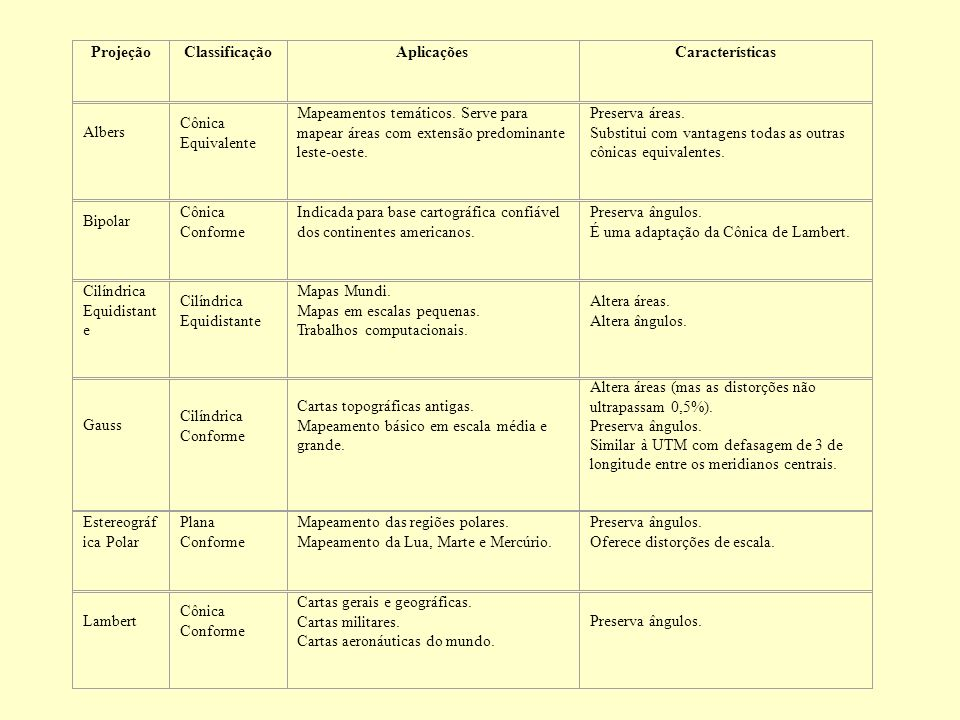 Projeção Classificação Aplicações Características
Albers
Cônica
Equivalente
Mapeamentos temáticos. Serve para
mapear áreas com extensão predominante
leste-oeste.
Preserva áreas.
Substitui com vantagens todas as outras
cônicas equivalentes.
Bipolar
Cônica
Conforme
Indicada para base cartográfica confiável
dos continentes americanos.
Preserva ângulos.
É uma adaptação da Cônica de Lambert.
Cilíndrica
Equidistant
e
Cilíndrica
Equidistante
Mapas Mundi.
Mapas em escalas pequenas.
Trabalhos computacionais.
Altera áreas.
Altera ângulos.
Gauss
Cilíndrica
Conforme
Cartas topográficas antigas.
Mapeamento básico em escala média e
grande.
Altera áreas (mas as distorções não
ultrapassam 0,5%).
Preserva ângulos.
Similar à UTM com defasagem de 3 de
longitude entre os meridianos centrais.
Estereográf
ica Polar
Plana
Conforme
Mapeamento das regiões polares.
Mapeamento da Lua, Marte e Mercúrio.
Preserva ângulos.
Oferece distorções de escala.
Lambert
Cônica
Conforme
Cartas gerais e geográficas.
Cartas militares.
Cartas aeronáuticas do mundo.
Preserva ângulos.